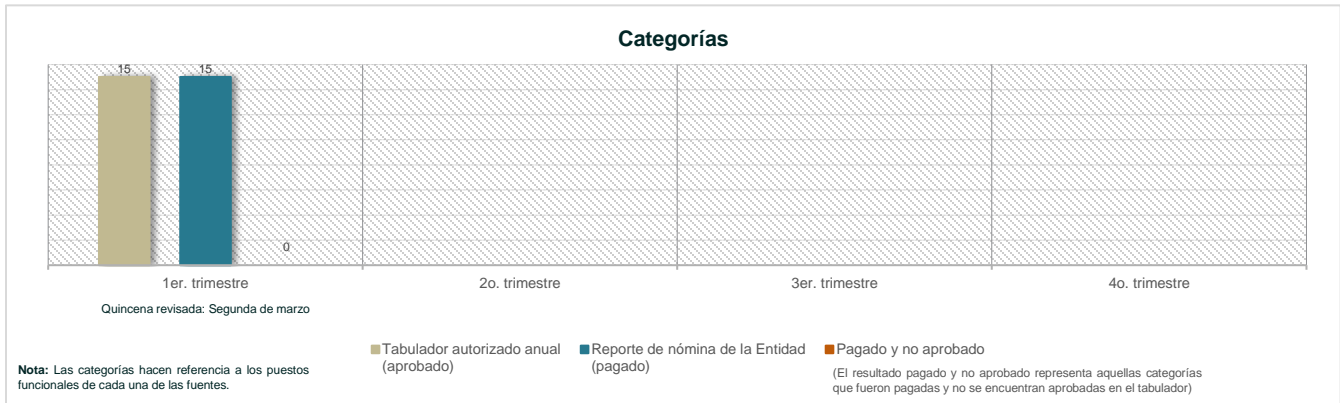 Categorías
15
15
0
1er. trimestre
2o. trimestre
3er. trimestre
4o. trimestre
Quincena revisada: Segunda de marzo
Tabulador autorizado anual
(aprobado)
Reporte de nómina de la Entidad
(pagado)
Pagado y no aprobado
(El resultado pagado y no aprobado representa aquellas categorías
que fueron pagadas y no se encuentran aprobadas en el tabulador)
Nota: Las categorías hacen referencia a los puestos
funcionales de cada una de las fuentes.